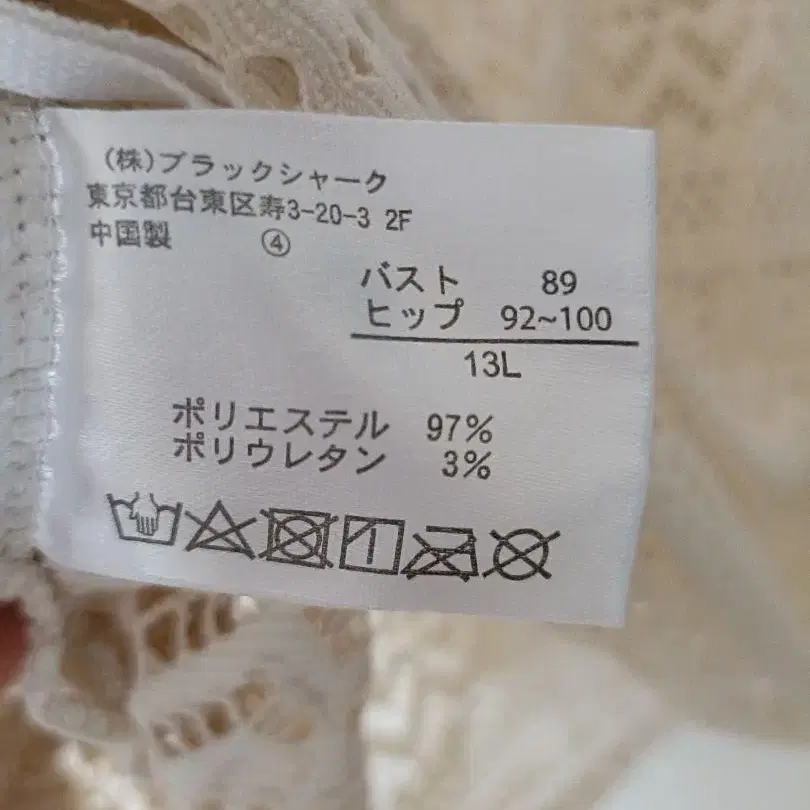 (株)ブラックシャーク
東京都台東区寿3-20-3 2F
中国製 ④
バスト 89
ヒップ 92~100
13L
ポリエステル 97%
ポリウレタン 3%